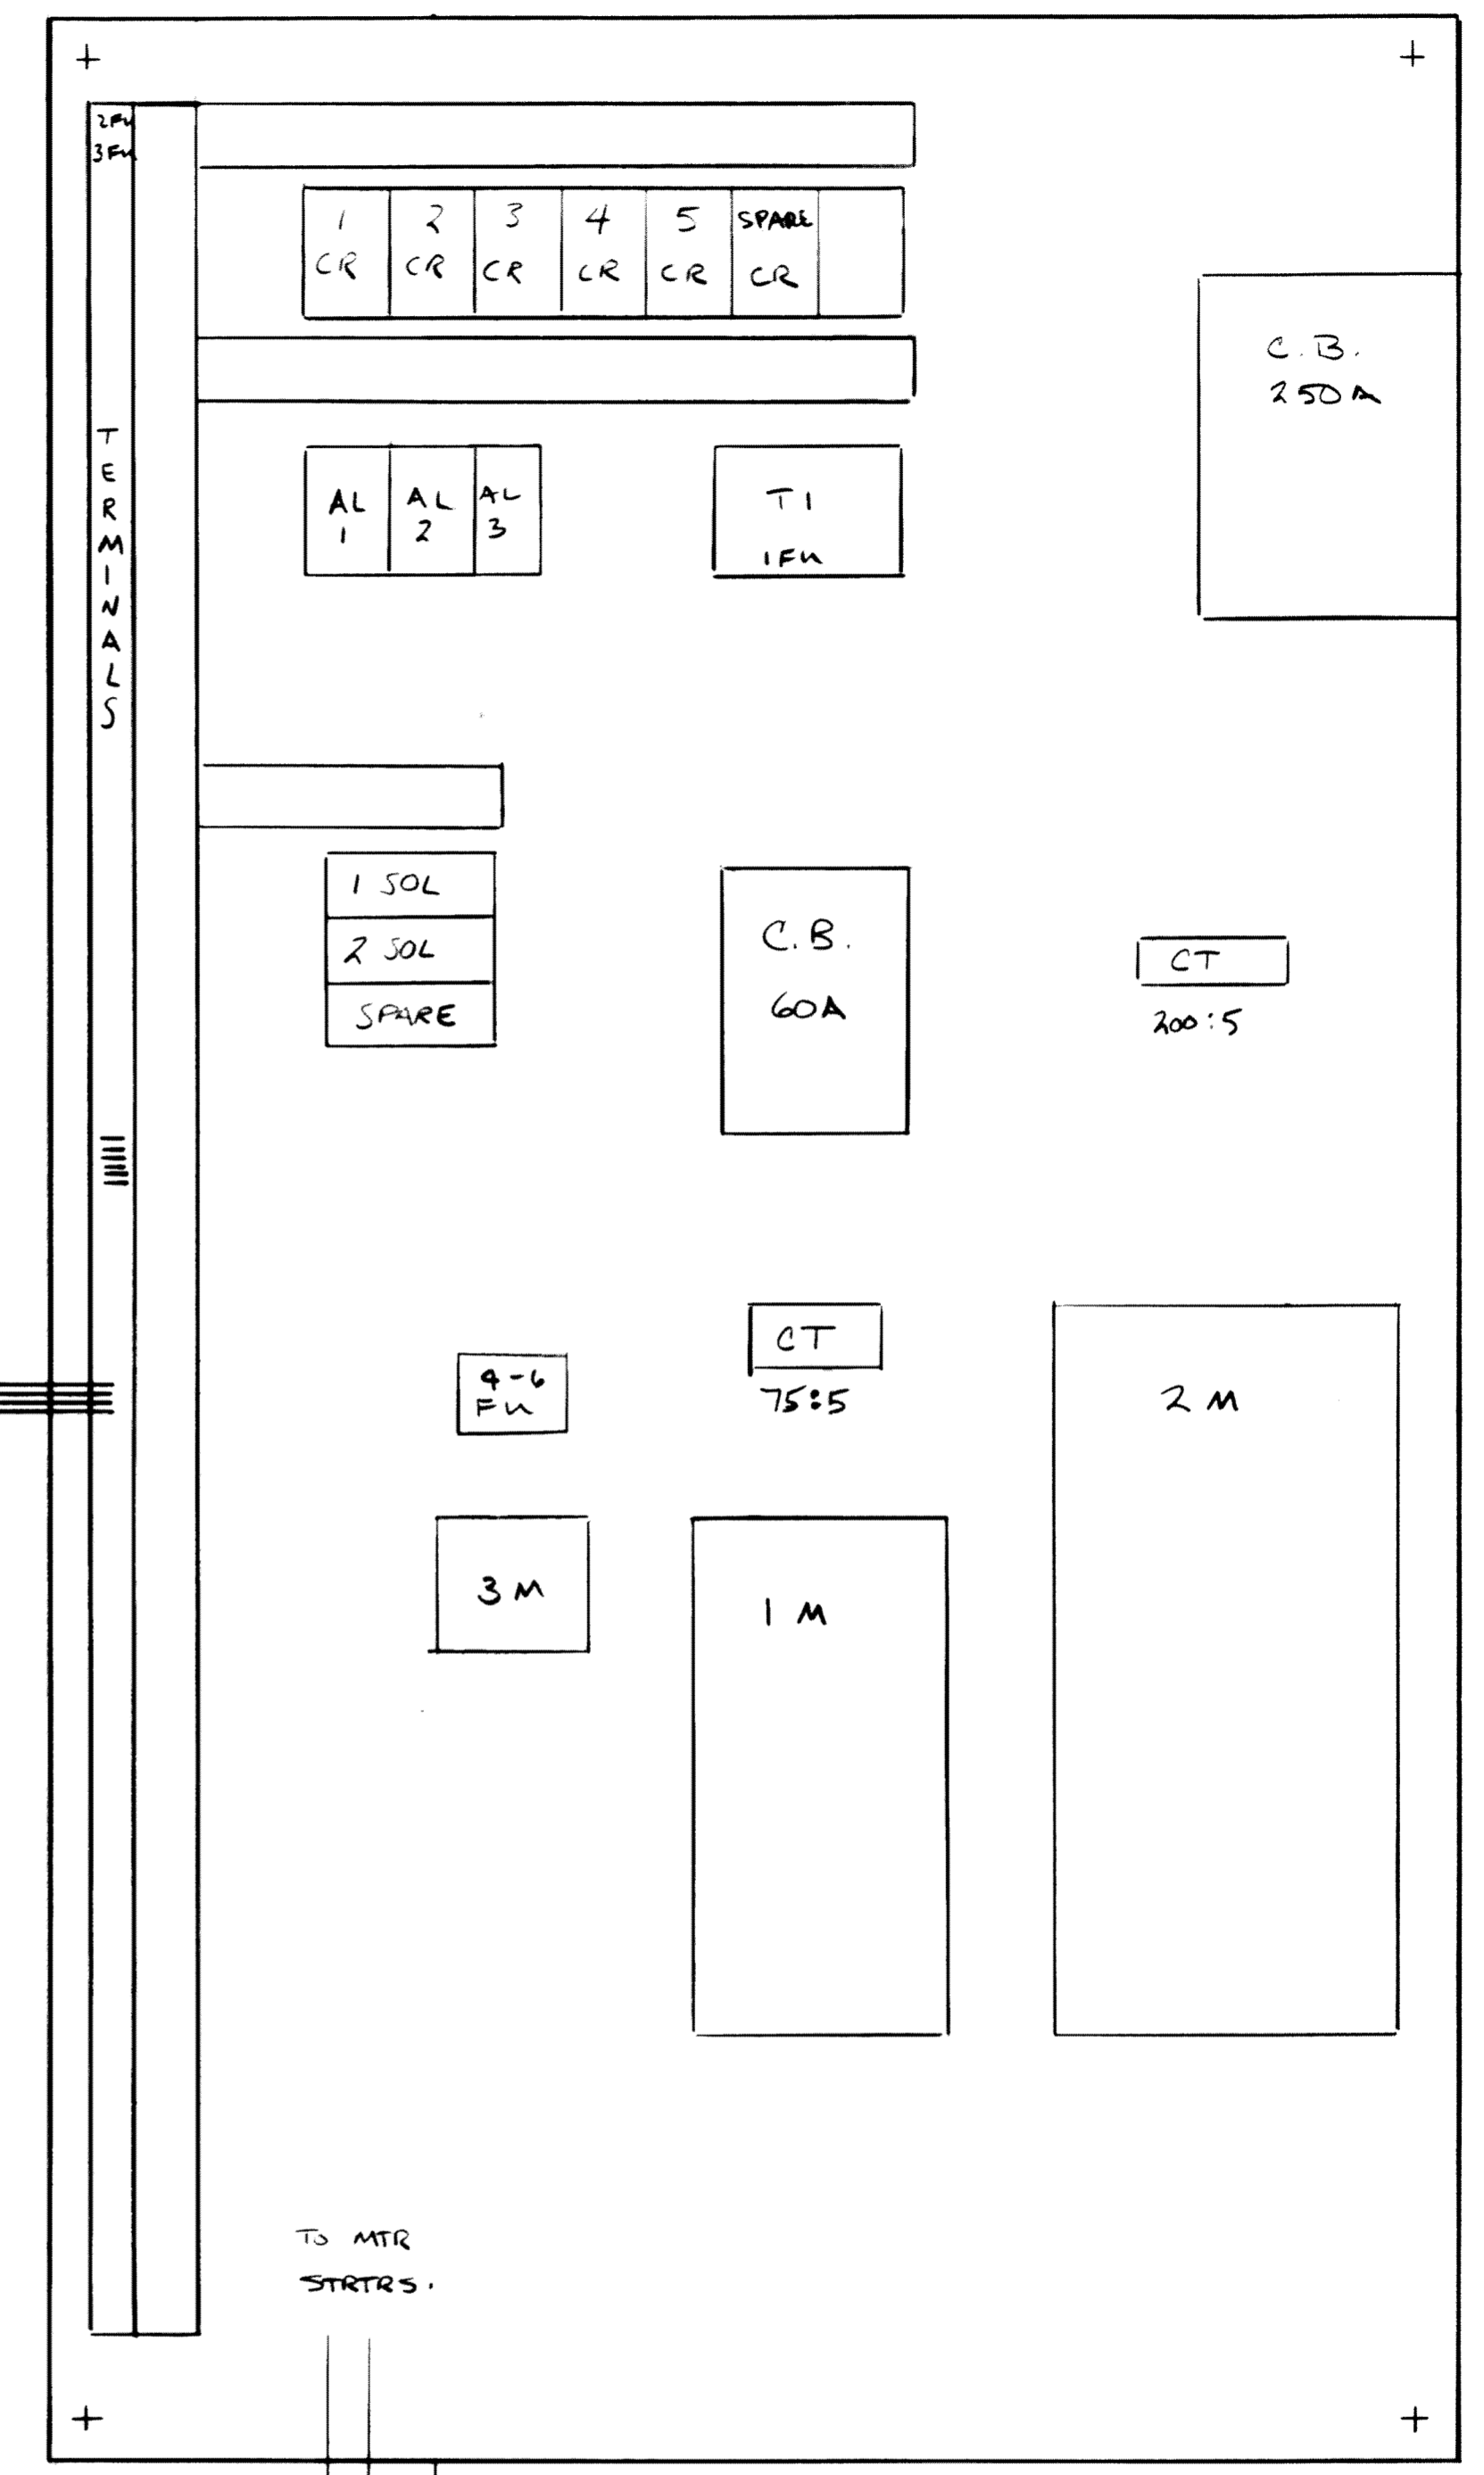 2Fu
3Fu
1
CR
2
CR
3
CR
4
CR
5
CR
SPARE
CR
C.B.
250A
TERMINALS
AL
1
AL
2
AL
3
T1
1Fu
1 SOL
2 SOL
SPARE
C.B.
60A
CT
200:5
CT
75:5
4-6
Fu
2 M
3 M
1 M
TO MTR
STRTRS.